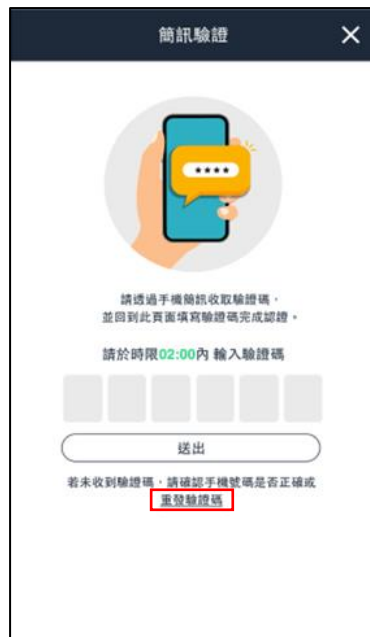 簡訊驗證
****
請透過手機簡訊收取驗證碼，
並回到此頁面填寫驗證碼完成認證。
請於時限02:00內 輸入驗證碼
送出
若未收到驗證碼，請確認手機號碼是否正確或
重發驗證碼